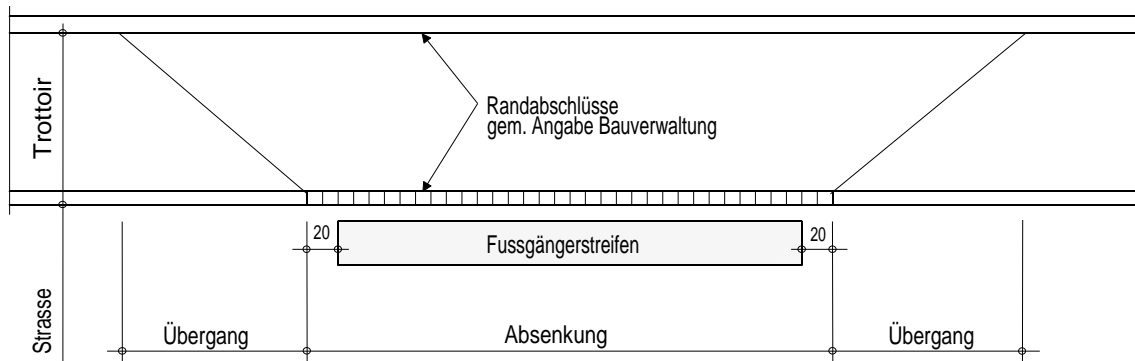 Trottoir
Randabschlüsse
gem. Angabe Bauverwaltung
20
Fussgängerstreifen
20
Strasse
Übergang
Absenkung
Übergang